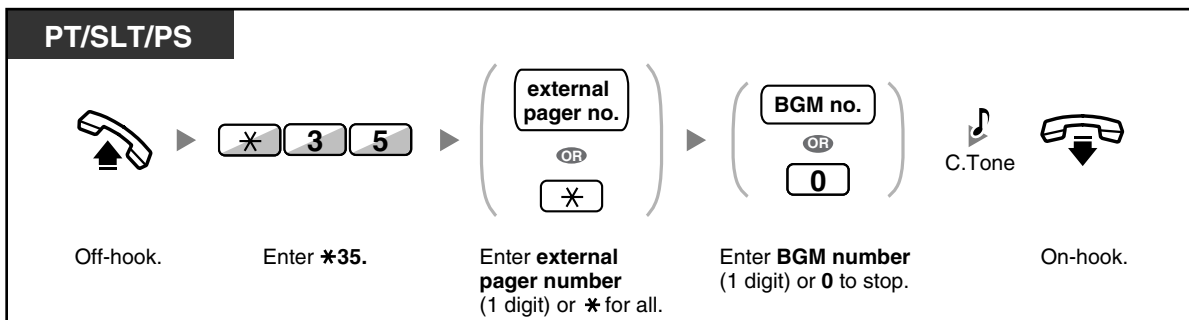 PT/SLT/PS
✳ 3 5
external
pager no.
OR
✳
BGM no.
OR
0
C.Tone
Off-hook.
Enter ✳35.
Enter external
pager number
(1 digit) or ✳ for all.
Enter BGM number
(1 digit) or 0 to stop.
On-hook.